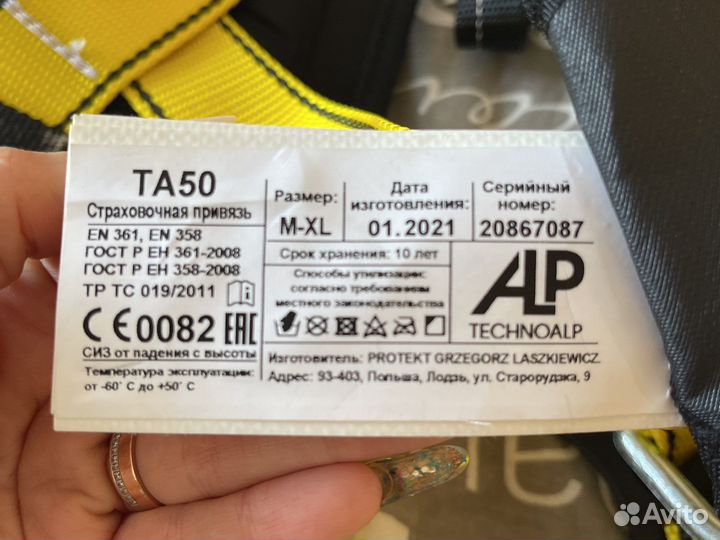 TA50
Страховочная привязь
EN 361, EN 358
ГОСТ Р ЕН 361-2008
ГОСТ Р ЕН 358-2008
ТР ТС 019/2011
CE0082 EAC
СИЗ от падения с высоты
Температура эксплуатации:
от -60° С до +50° С
Размер:
M-XL
Дата
изготовления:
01.2021
Серийный
номер:
20867087
Срок хранения: 10 лет
Способы утилизации:
согласно требованиям
местного законодательства
ALP
TECHNOALP
Изготовитель: PROTEKT GRZEGORZ LASZKIEWICZ.
Адрес: 93-403, Польша, Лодзь, ул. Старорудзка, 9
Avito